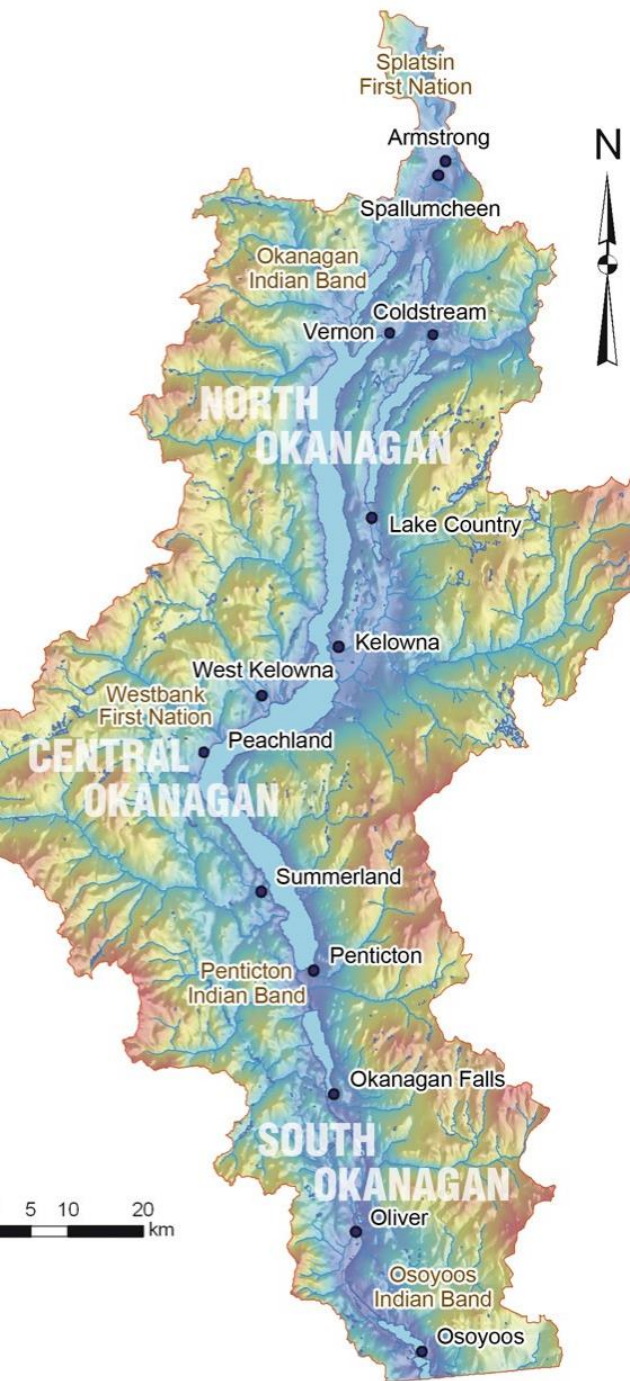 Splatsin
First Nation
Armstrong
N
Spallumcheen
Okanagan
Indian Band
Coldstream
Vernon
NORTH
OKANAGAN
Lake Country
Kelowna
West Kelowna
Westbank
First Nation
Peachland
CENTRAL
OKANAGAN
Summerland
Penticton
Penticton
Indian Band
Okanagan Falls
SOUTH
OKANAGAN
5 10 20
km
Oliver
Osoyoos
Indian Band
Osoyoos